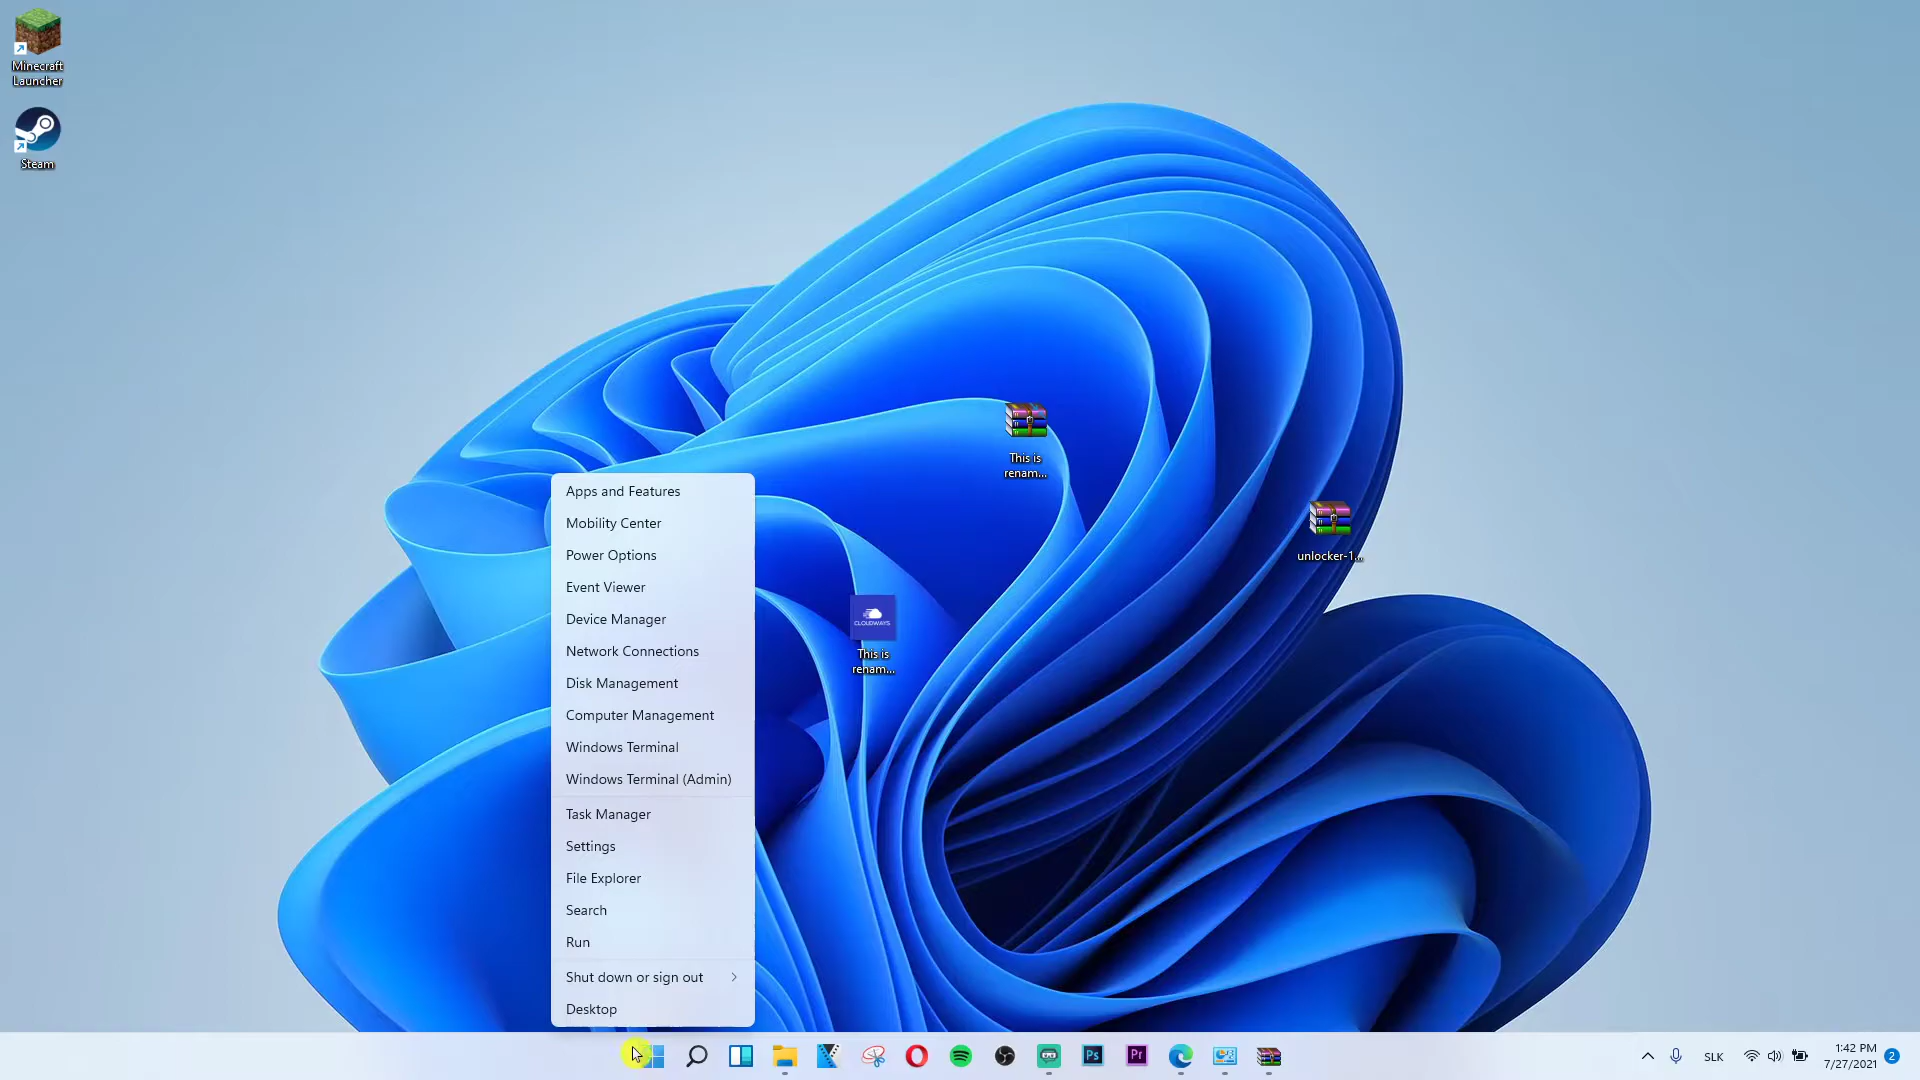 Minecraft
Launcher
Steam
This is
renam...
unlocker-1...
CLOUDWAYS
This is
renam...
Apps and Features
Mobility Center
Power Options
Event Viewer
Device Manager
Network Connections
Disk Management
Computer Management
Windows Terminal
Windows Terminal (Admin)
Task Manager
Settings
File Explorer
Search
Run
Shut down or sign out
Desktop
Ps
Pr
SLK
1:42 PM
7/27/2021
2